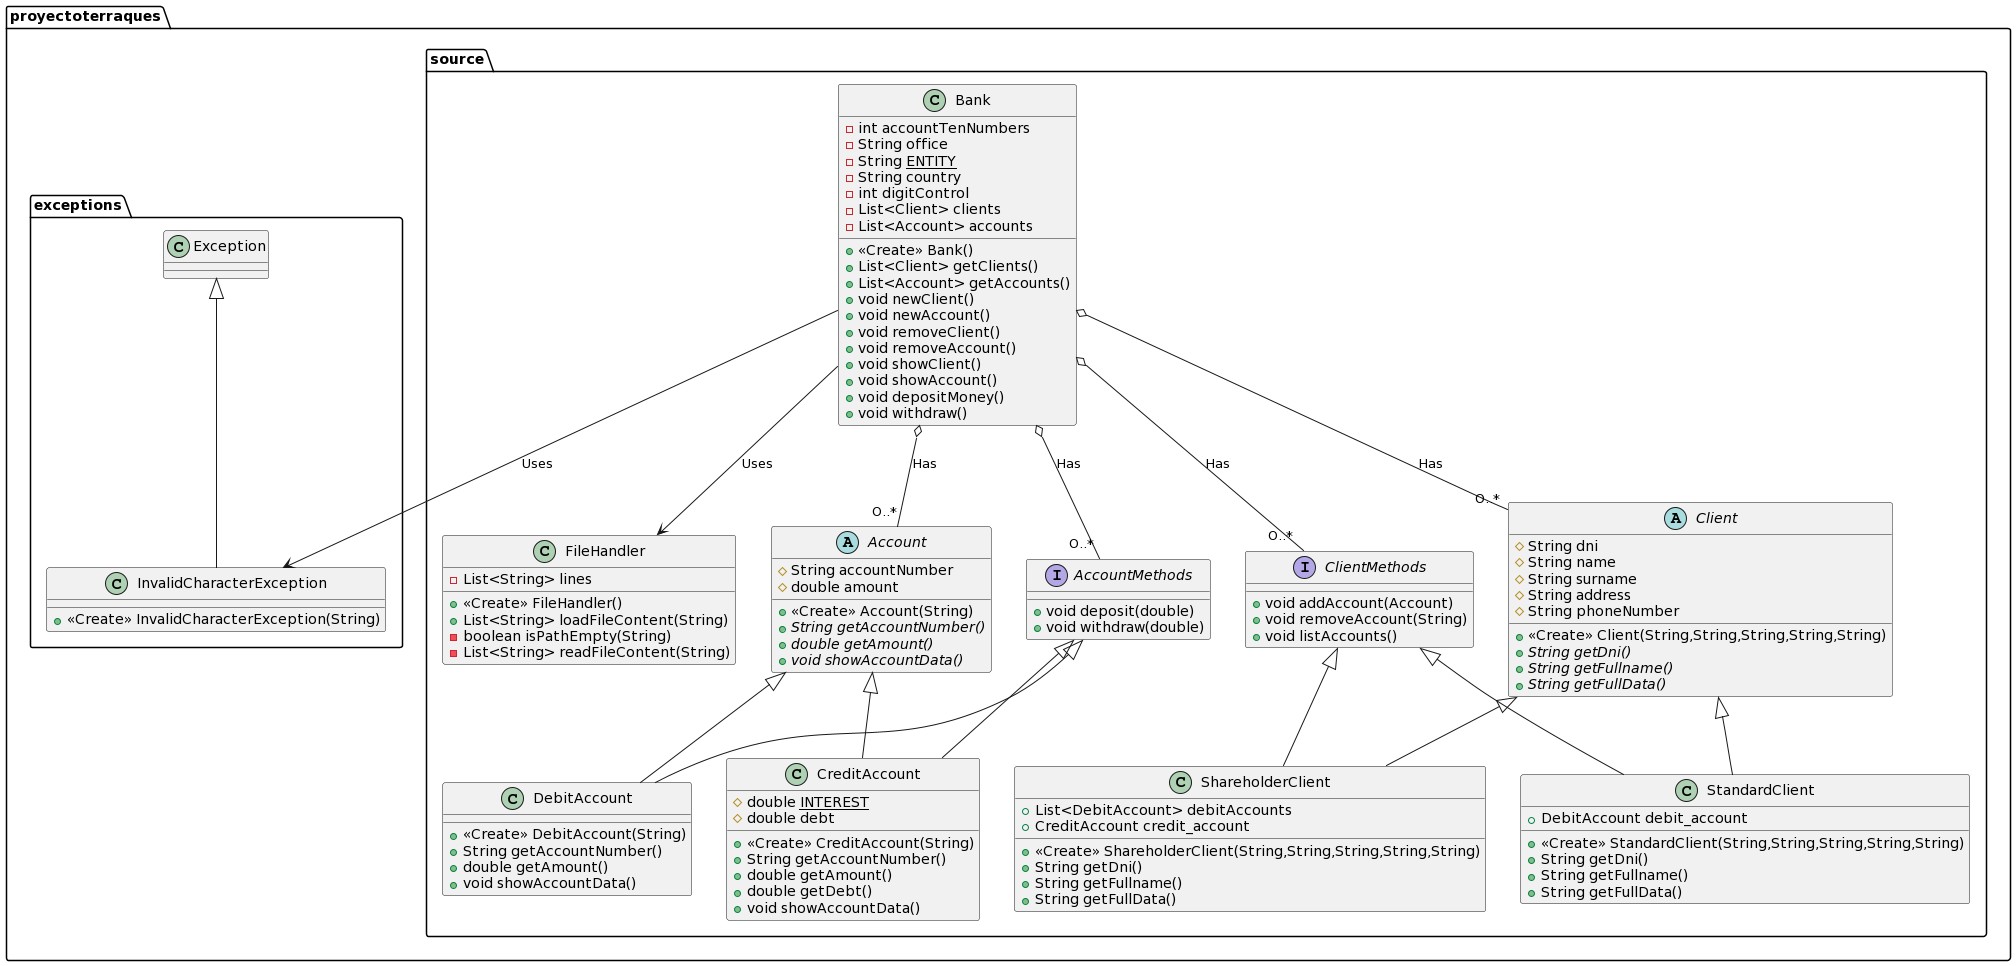 proyectoterraques
source
exceptions
C Bank
int accountTenNumbers
String office
String ENTITY
String country
int digitControl
List<Client> clients
List<Account> accounts
«Create» Bank()
List<Client> getClients()
List<Account> getAccounts()
void newClient()
void newAccount()
void removeClient()
void removeAccount()
void showClient()
void showAccount()
void depositMoney()
void withdraw()
C Exception
Uses
Uses
Has
Has
Has
Has
O..*
O..*
O..*
O..*
C InvalidCharacterException
«Create» InvalidCharacterException(String)
C FileHandler
List<String> lines
«Create» FileHandler()
List<String> loadFileContent(String)
boolean isPathEmpty(String)
List<String> readFileContent(String)
A Account
String accountNumber
double amount
«Create» Account(String)
String getAccountNumber()
double getAmount()
void showAccountData()
I AccountMethods
void deposit(double)
void withdraw(double)
I ClientMethods
void addAccount(Account)
void removeAccount(String)
void listAccounts()
A Client
String dni
String name
String surname
String address
String phoneNumber
«Create» Client(String,String,String,String,String)
String getDni()
String getFullname()
String getFullData()
C DebitAccount
«Create» DebitAccount(String)
String getAccountNumber()
double getAmount()
void showAccountData()
C CreditAccount
double INTEREST
double debt
«Create» CreditAccount(String)
String getAccountNumber()
double getAmount()
double getDebt()
void showAccountData()
C ShareholderClient
List<DebitAccount> debitAccounts
CreditAccount credit_account
«Create» ShareholderClient(String,String,String,String,String)
String getDni()
String getFullname()
String getFullData()
C StandardClient
DebitAccount debit_account
«Create» StandardClient(String,String,String,String,String)
String getDni()
String getFullname()
String getFullData()